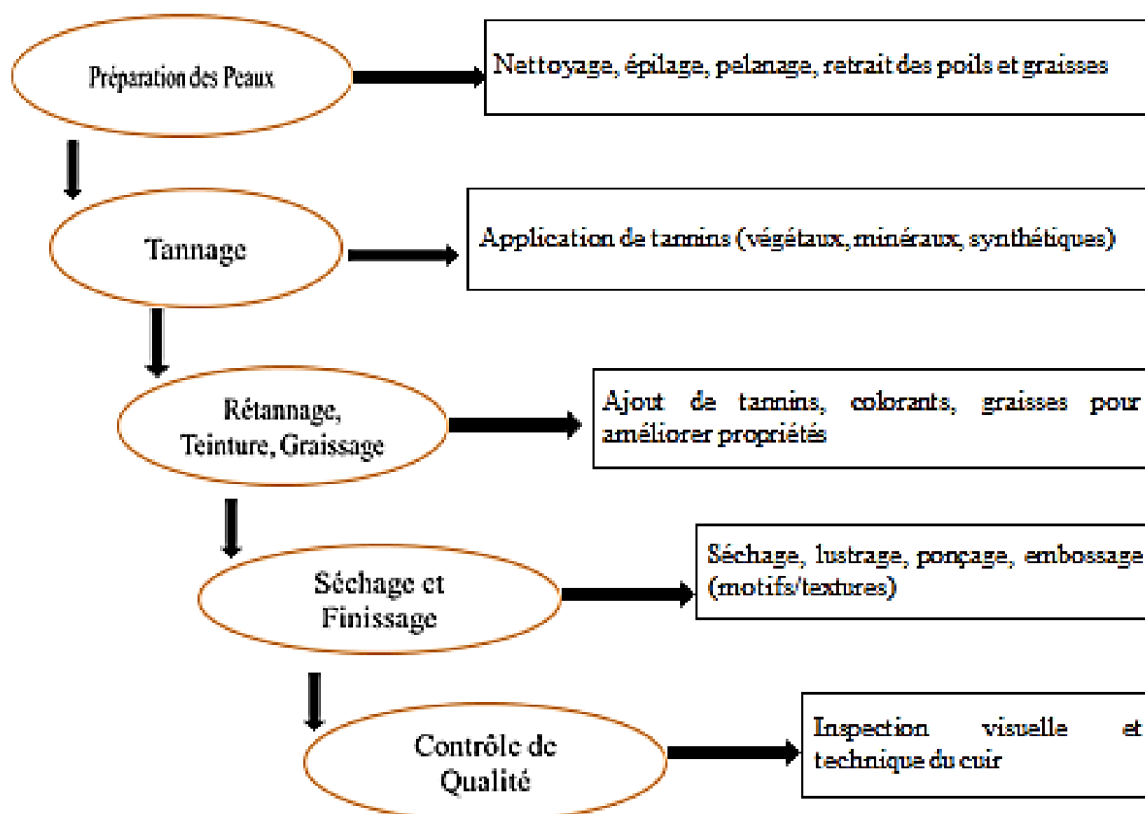 Préparation des Peaux
Nettoyage, épilage, pelanage, retrait des poils et graisses
Tannage
Application de tannins (végétaux, minéraux, synthétiques)
Rétannage,
Teinture, Graissage
Ajout de tannins, colorants, graisses pour
améliorer propriétés
Séchage et
Finissage
Séchage, lustrage, ponçage, embossage
(motifs/textures)
Contrôle de
Qualité
Inspection visuelle et
technique du cuir